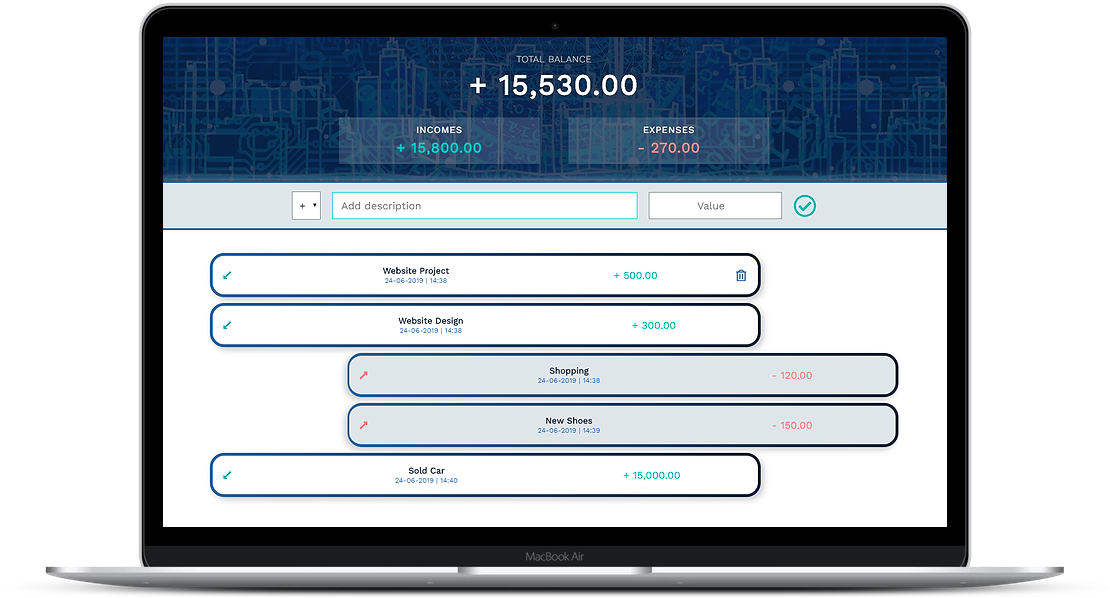 TOTAL BALANCE
+ 15,530.00
INCOMES
+ 15,800.00
EXPENSES
- 270.00
+
Add description
Value
Website Project
24-06-2019 | 14:38
+ 500.00
Website Design
24-06-2019 | 14:38
+ 300.00
Shopping
24-06-2019 | 14:38
- 120.00
New Shoes
24-06-2019 | 14:39
- 150.00
Sold Car
24-06-2019 | 14:40
+ 15,000.00
MacBook Air